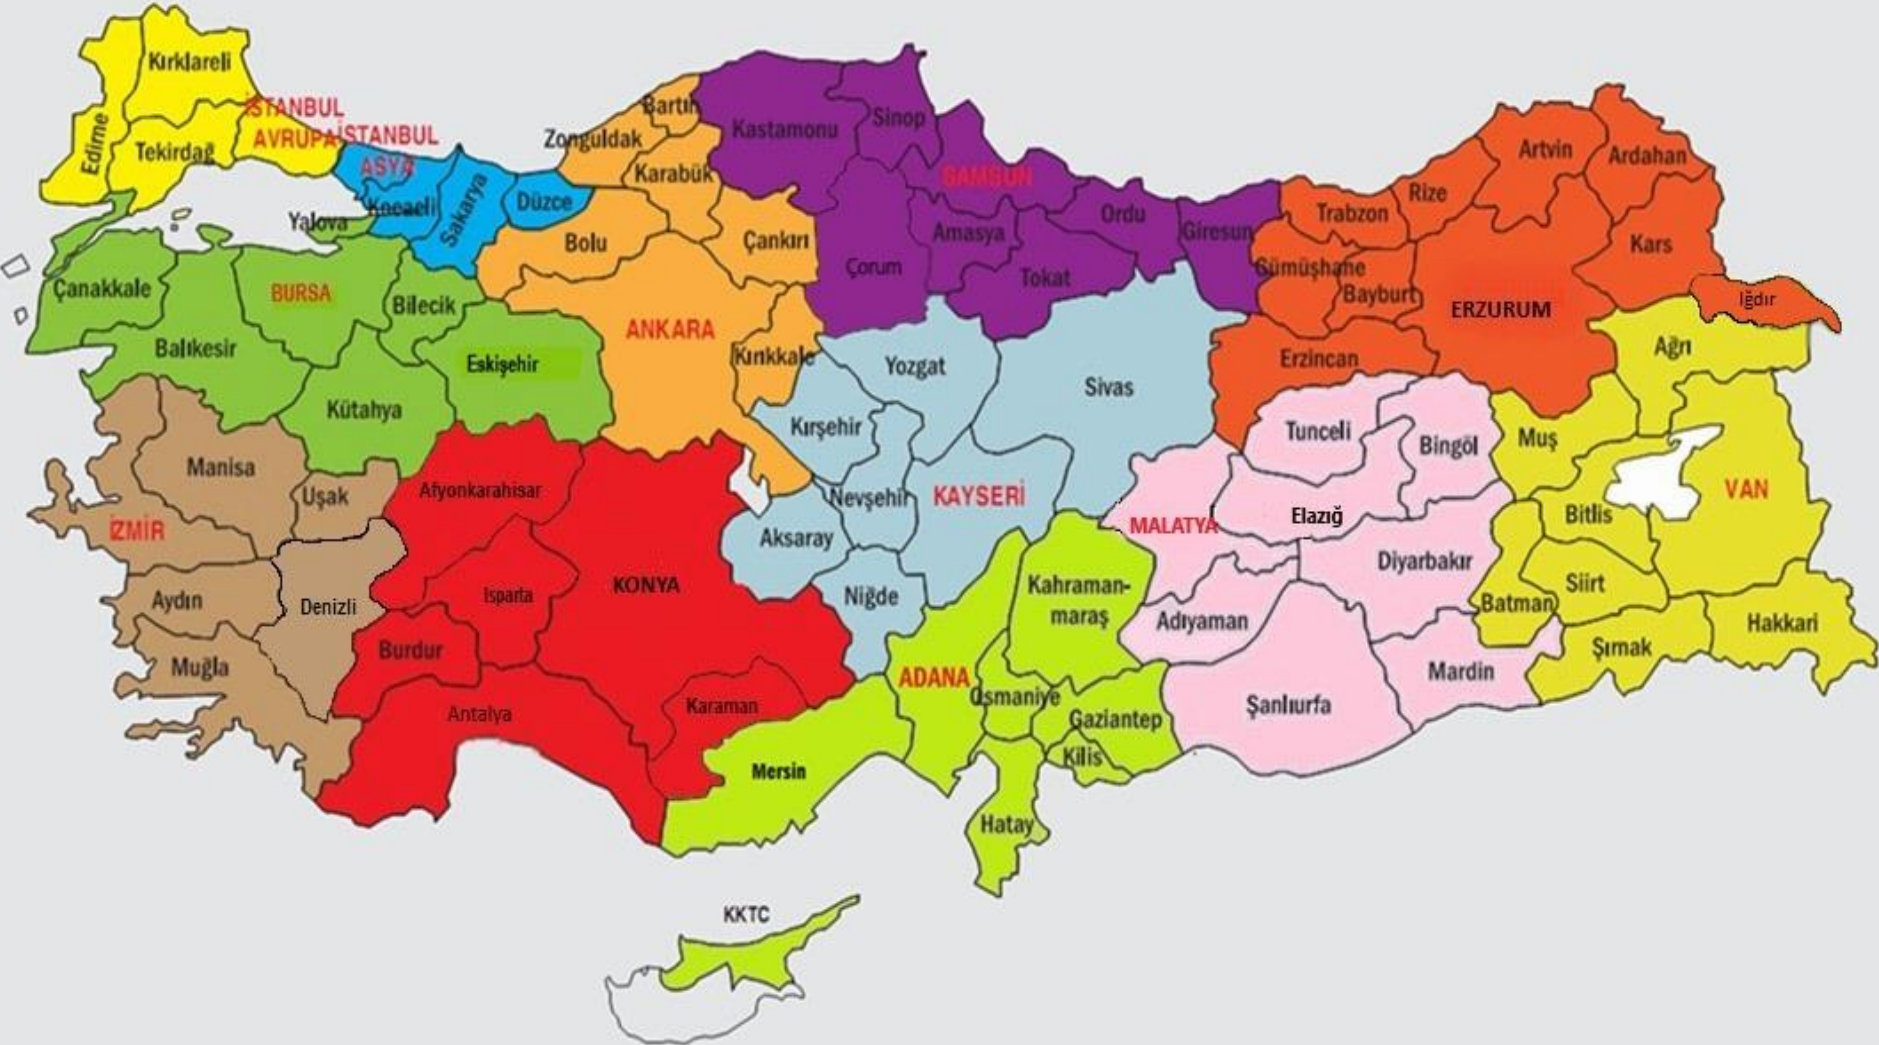 Kırklareli
Edirne
Tekirdağ
İSTANBUL
AVRUPA
İSTANBUL
ASYA
Kocaeli
Yalova
Sakarya
Düzce
Zonguldak
Bartın
Karabük
Bolu
Çankırı
Kastamonu
Sinop
SAMSUN
Çorum
Amasya
Tokat
Ordu
Giresun
Trabzon
Rize
Artvin
Ardahan
Kars
Gümüşhane
Bayburt
ERZURUM
Iğdır
Erzincan
Ağrı
Çanakkale
BURSA
Bilecik
Balıkesir
Eskişehir
Kütahya
ANKARA
Kırıkkale
Yozgat
Sivas
Kırşehir
Nevşehir
KAYSERİ
Aksaray
Niğde
Tunceli
Bingöl
Muş
MALATYA
Elazığ
Bitlis
VAN
Diyarbakır
Siirt
Batman
Adıyaman
Şırnak
Hakkari
Mardin
Şanlıurfa
Manisa
Uşak
İZMİR
Aydın
Denizli
Muğla
Afyonkarahisar
Isparta
KONYA
Burdur
Antalya
Karaman
Kahraman-
maraş
ADANA
Osmaniye
Gaziantep
Kilis
Mersin
Hatay
KKTC